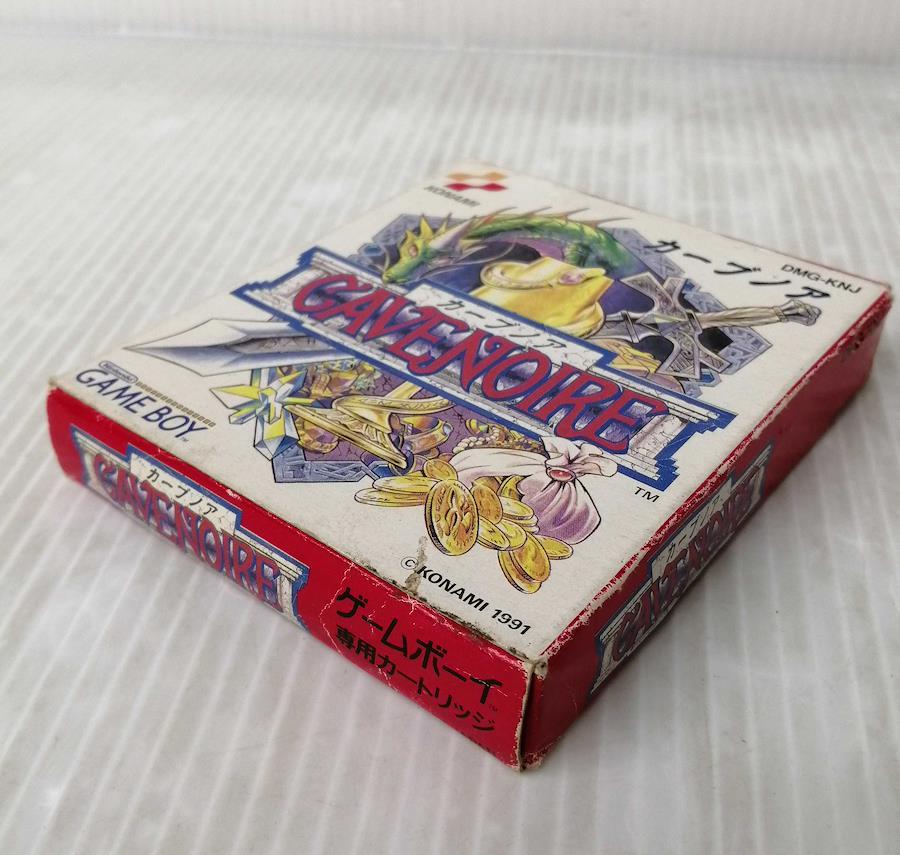 KONAMI
カーブノア
DMG-KNJ
カーブノア
CAVENOIRE
TM
Nintendo
GAME BOY
TM
© KONAMI 1991
カーブノア
CAVENOIRE
ゲームボーイ
TM
専用カートリッジ
カーブノア
CAVENOIRE